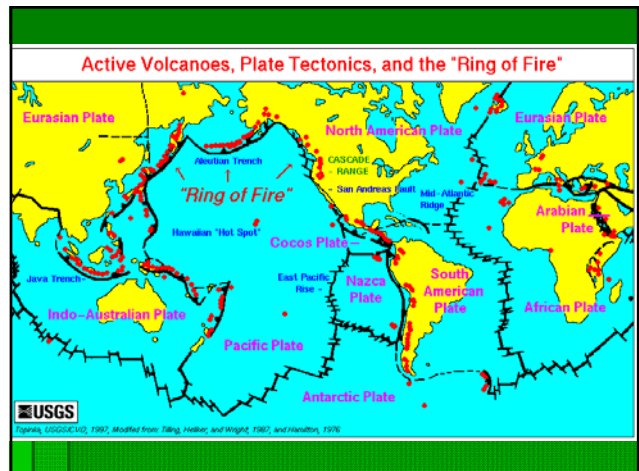 Active Volcanoes, Plate Tectonics, and the "Ring of Fire"
Eurasian Plate
Eurasian Plate
North American Plate
Aleutian Trench
CASCADE
RANGE
"Ring of Fire"
San Andreas Fault
Mid-Atlantic
Ridge
Arabian
Plate
Hawaiian "Hot Spot"
Cocos Plate
Java Trench
East Pacific
Rise
Nazca
Plate
South
American
Plate
Indo-Australian Plate
African Plate
Pacific Plate
Antarctic Plate
USGS
Topinka, USGS/CVO, 1997, Modified from: Tilling, Heliker, and Wright, 1987, and Hamilton, 1976